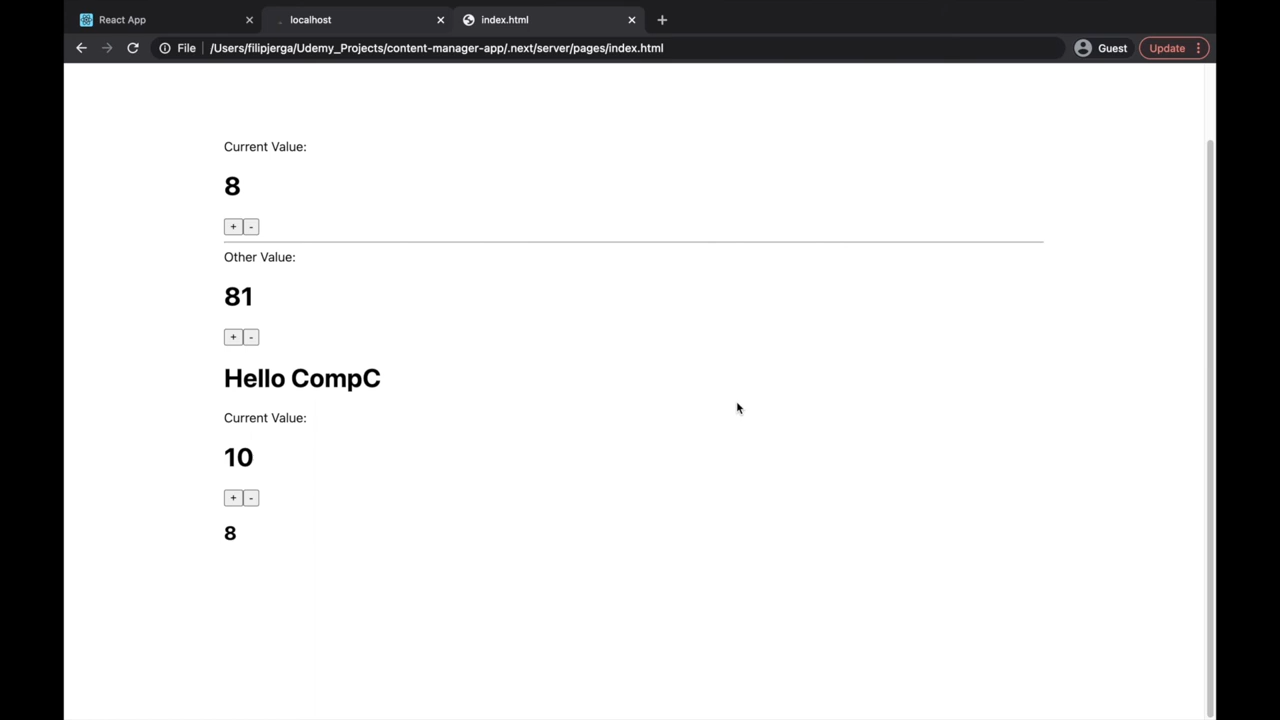 React App
localhost
index.html
File
/Users/filipjerga/Udemy_Projects/content-manager-app/.next/server/pages/index.html
Guest
Update
Current Value:
8
+ -
Other Value:
81
+ -
Hello CompC
Current Value:
10
+ -
8